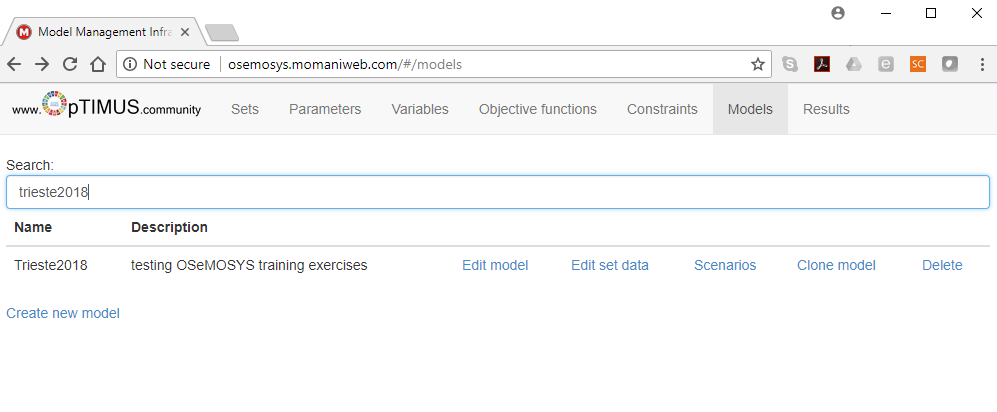 Model Management Infra
Not secure osemosys.momaniweb.com/#/models
www.OpTIMUS.community Sets Parameters Variables Objective functions Constraints Models Results
Search:
trieste2018
Name Description
Trieste2018 testing OSeMOSYS training exercises Edit model Edit set data Scenarios Clone model Delete
Create new model